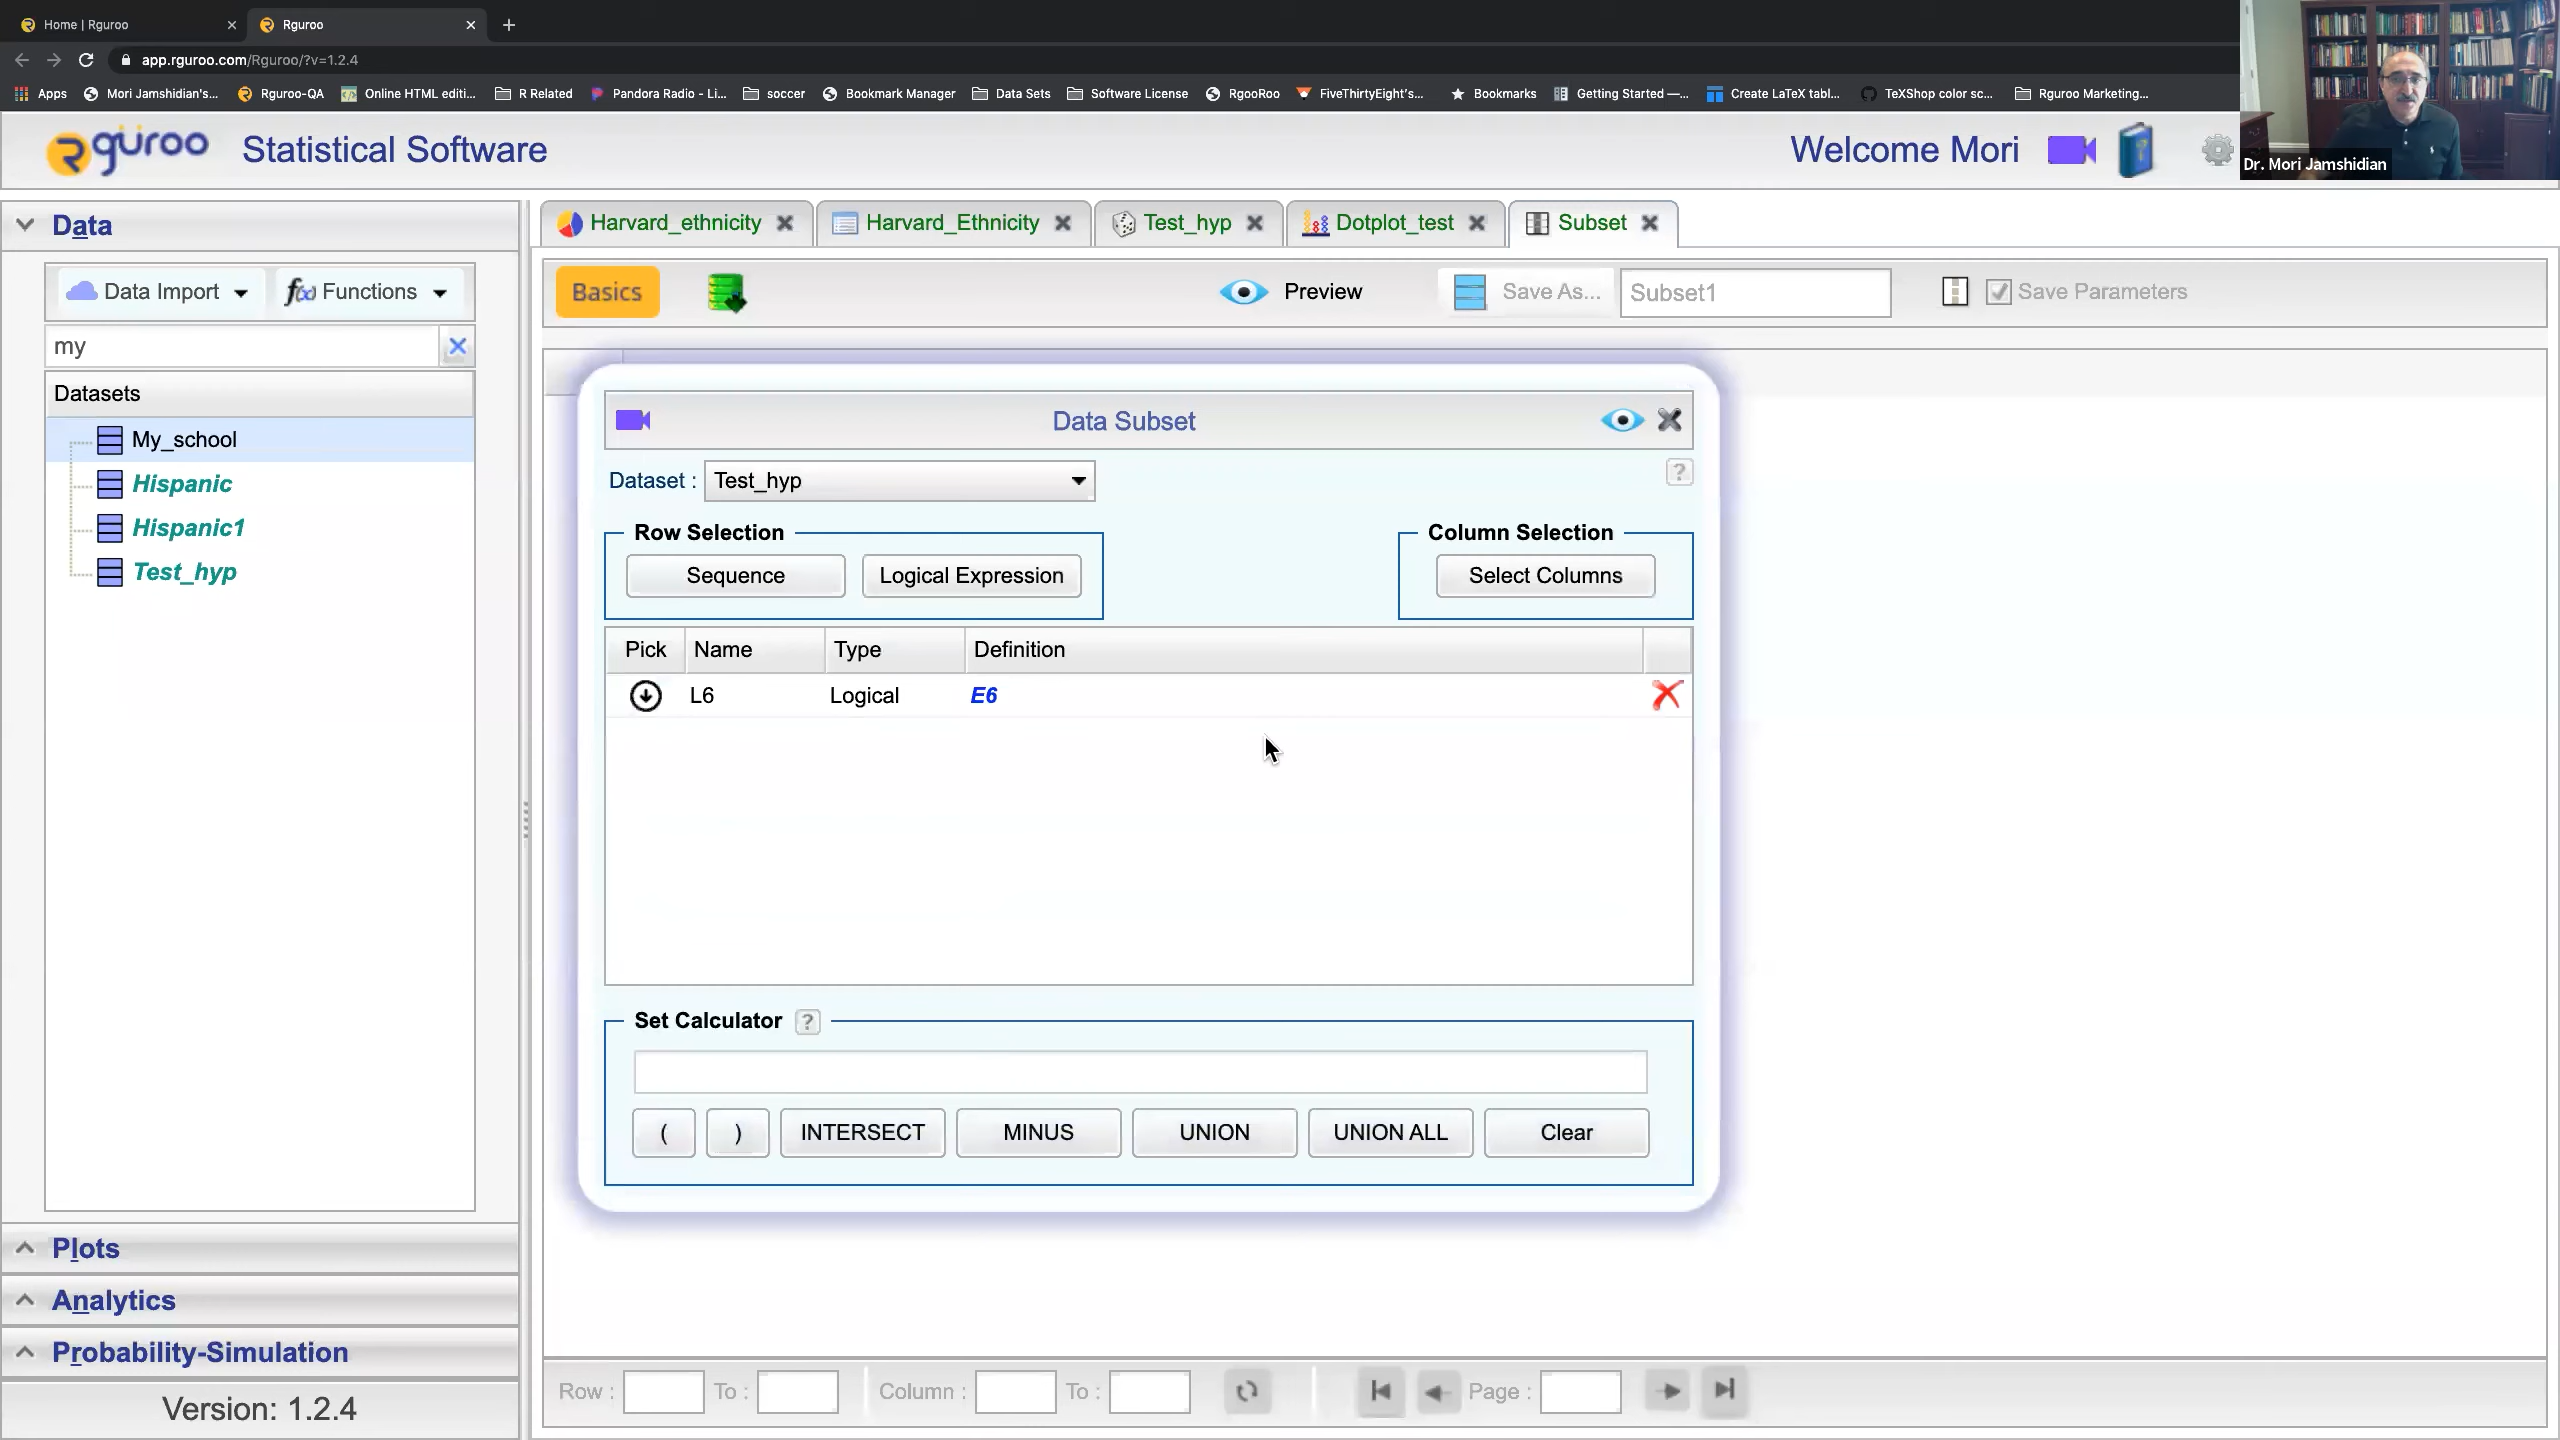 Home | Rguroo
Rguroo
app.rguroo.com/Rguroo/?v=1.2.4
Apps
Mori Jamshidian's...
Rguroo-QA
Online HTML editi...
R Related
Pandora Radio - Li...
soccer
Bookmark Manager
Data Sets
Software License
RgooRoo
FiveThirtyEight's...
Bookmarks
Getting Started —...
Create LaTeX tabl...
TeXShop color sc...
Rguroo Marketing...
Rguroo
Statistical Software
Welcome Mori
Dr. Mori Jamshidian
Data
Harvard_ethnicity
Harvard_Ethnicity
Test_hyp
Dotplot_test
Subset
Data Import
f(x) Functions
Basics
Preview
Save As...
Subset1
Save Parameters
my
Datasets
My_school
Hispanic
Hispanic1
Test_hyp
Data Subset
Dataset :
Test_hyp
?
Row Selection
Column Selection
Sequence
Logical Expression
Select Columns
Pick
Name
Type
Definition
L6
Logical
E6
Set Calculator
?
(
)
INTERSECT
MINUS
UNION
UNION ALL
Clear
Plots
Analytics
Probability-Simulation
Version: 1.2.4
Row :
To :
Column :
To :
Page :